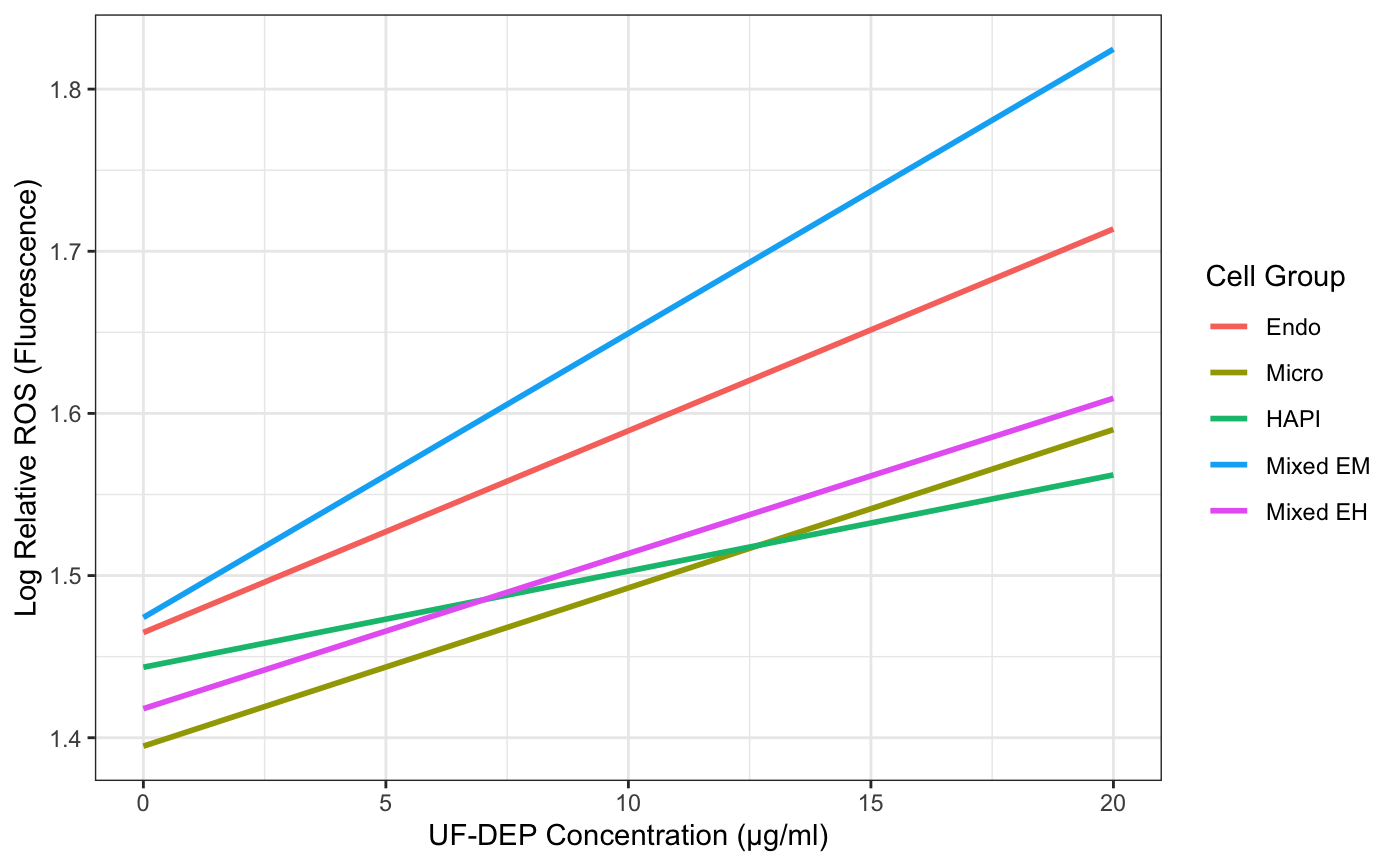 Log Relative ROS (Fluorescence)
1.8
1.7
1.6
1.5
1.4
0 5 10 15 20
UF-DEP Concentration (µg/ml)
Cell Group
Endo
Micro
HAPI
Mixed EM
Mixed EH